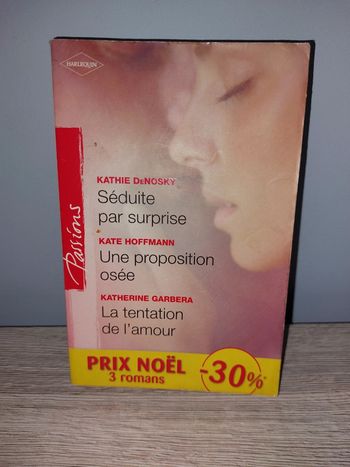 HARLEQUIN
Passions
KATHIE DENOSKY
Séduite
par surprise
KATE HOFFMANN
Une proposition
osée
KATHERINE GARBERA
La tentation
de l'amour
PRIX NOËL
3 romans
-30%*